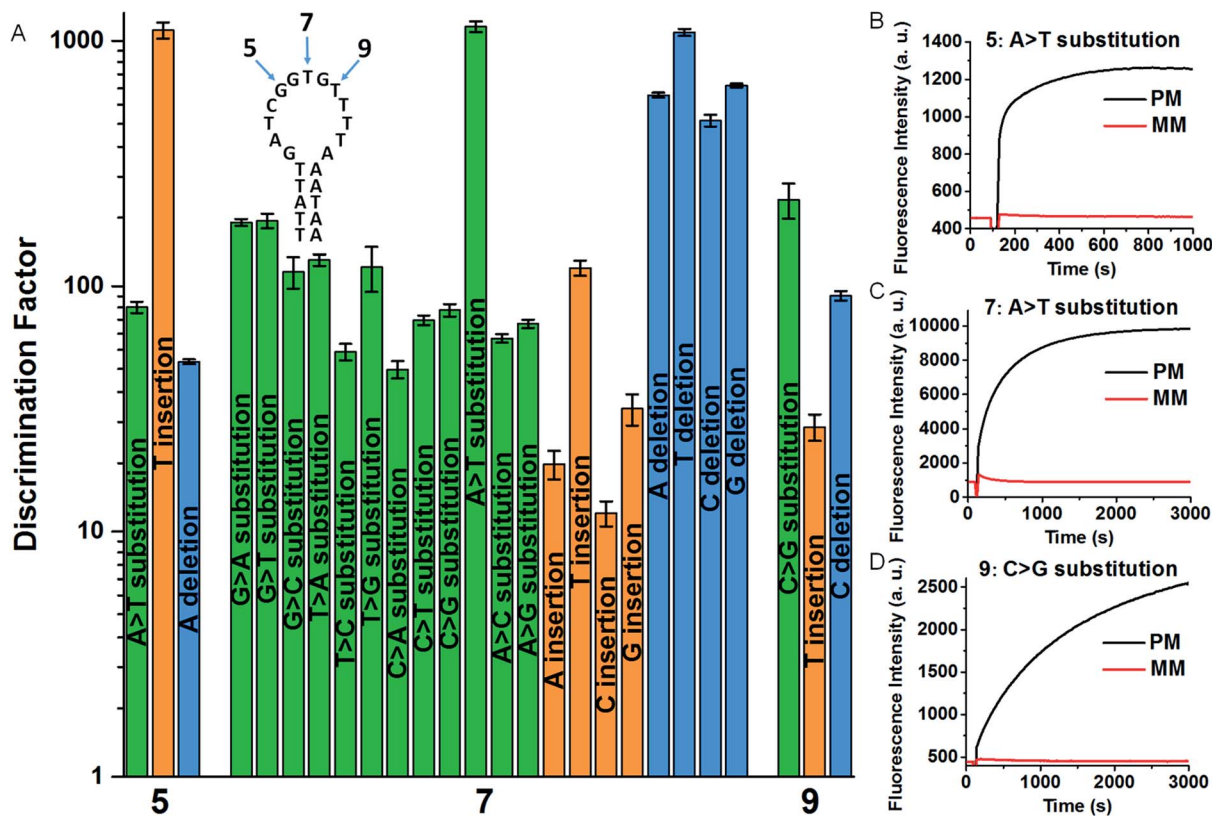 A
Discrimination Factor
1000
100
10
1
5
7
9
G
G
T
G
C
T
T
T
A
T
G
T
A
T
T
A
T
T
A
T
A
A
T
A
A
A>T substitution
T insertion
A deletion
G>A substitution
G>T substitution
G>C substitution
T>A substitution
T>C substitution
T>G substitution
C>A substitution
C>T substitution
C>G substitution
A>T substitution
A>C substitution
A>G substitution
A insertion
T insertion
C insertion
G insertion
A deletion
T deletion
C deletion
G deletion
C>G substitution
T insertion
C deletion
5
7
9
B
5: A>T substitution
Fluorescence Intensity (a. u.)
1400
1200
1000
800
600
400
PM
MM
0 200 400 600 800 1000
Time (s)
C
7: A>T substitution
Fluorescence Intensity (a. u.)
10000
8000
6000
4000
2000
0
PM
MM
0 1000 2000 3000
Time (s)
D
9: C>G substitution
Fluorescence Intensity (a. u.)
2500
2000
1500
1000
500
PM
MM
0 1000 2000 3000
Time (s)